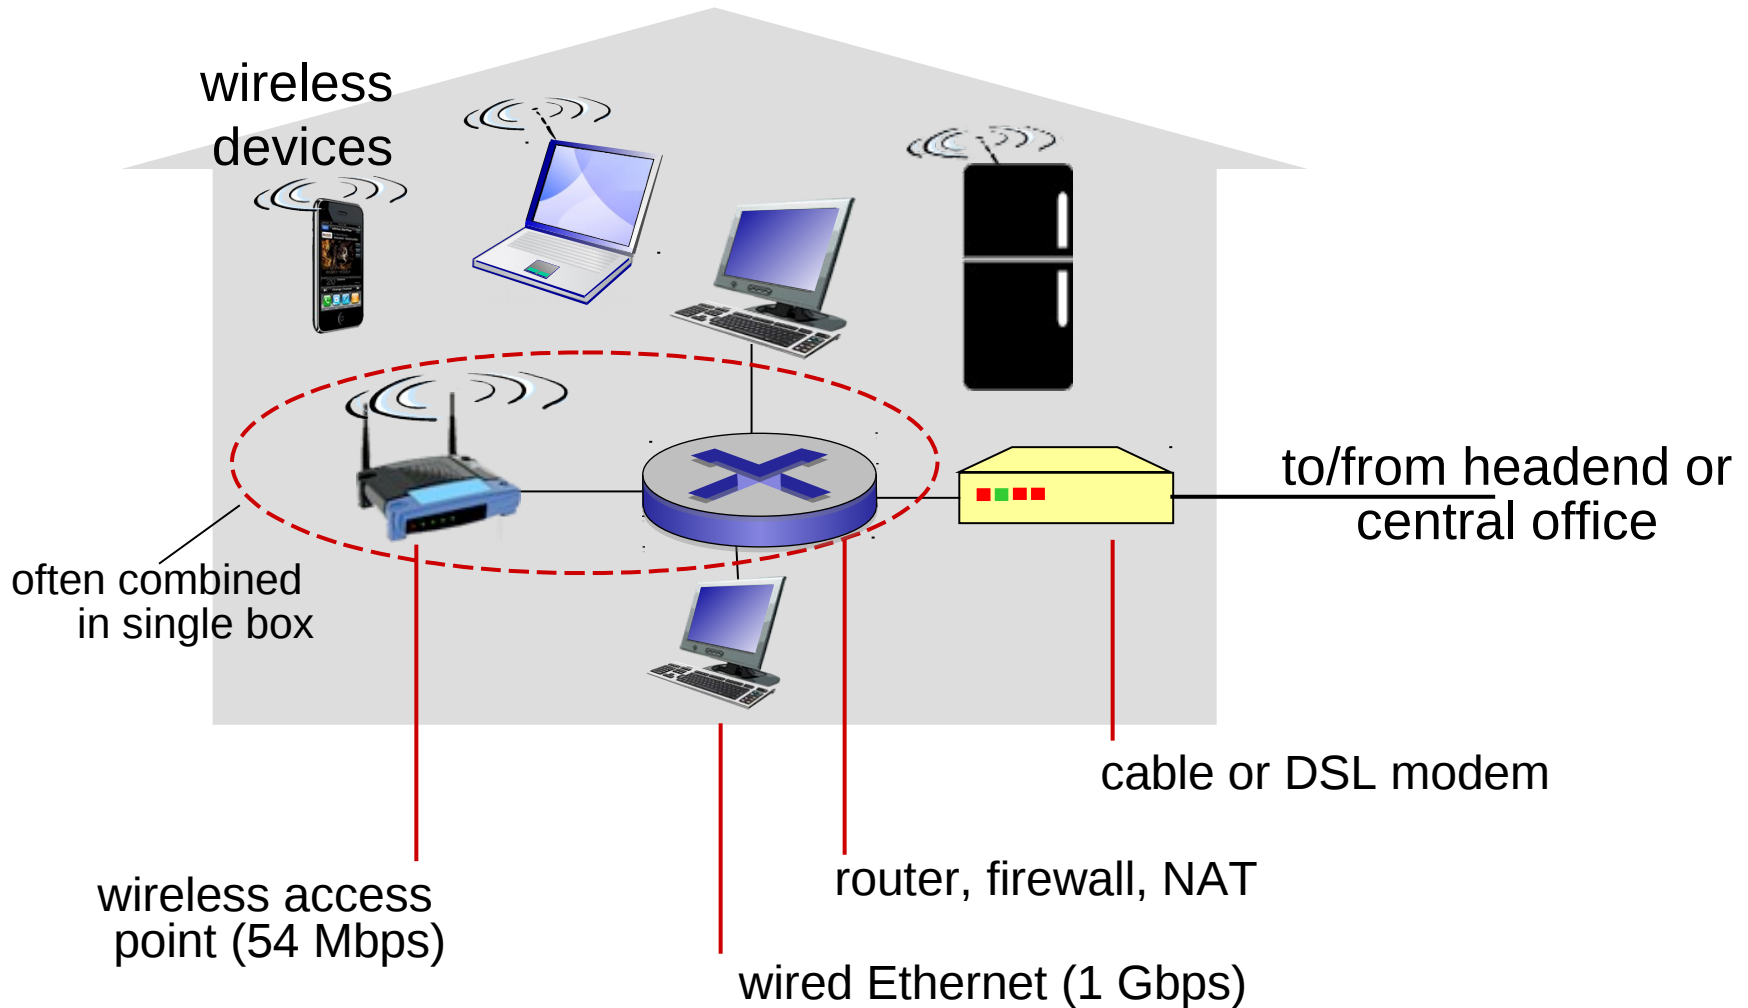 wireless
devices
to/from headend or
central office
often combined
in single box
cable or DSL modem
router, firewall, NAT
wireless access
point (54 Mbps)
wired Ethernet (1 Gbps)